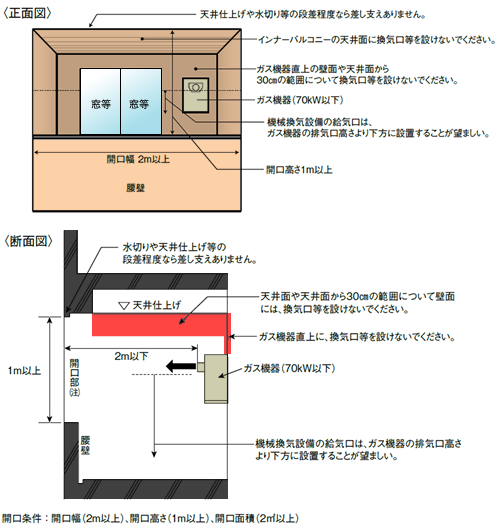 〈正面図〉
天井仕上げや水切り等の段差程度なら差し支えありません。
インナーバルコニーの天井面に換気口等を設けないでください。
ガス機器直上の壁面や天井面から
30㎝の範囲について換気口等を設けないでください。
窓等
窓等
ガス機器(70kW以下)
機械換気設備の給気口は、
ガス機器の排気口高さより下方に設置することが望ましい。
開口幅 2m以上
開口高さ1m以上
腰壁
〈断面図〉
水切りや天井仕上げ等の
段差程度なら差し支えありません。
天井仕上げ
天井面や天井面から30㎝の範囲について壁面
には、換気口等を設けないでください。
ガス機器直上に、換気口等を設けないでください。
2m以下
1m以上
開口部(注)
ガス機器(70kW以下)
腰壁
機械換気設備の給気口は、ガス機器の排気口高さ
より下方に設置することが望ましい。
開口条件:開口幅(2m以上)、開口高さ(1m以上)、開口面積(2㎡以上)